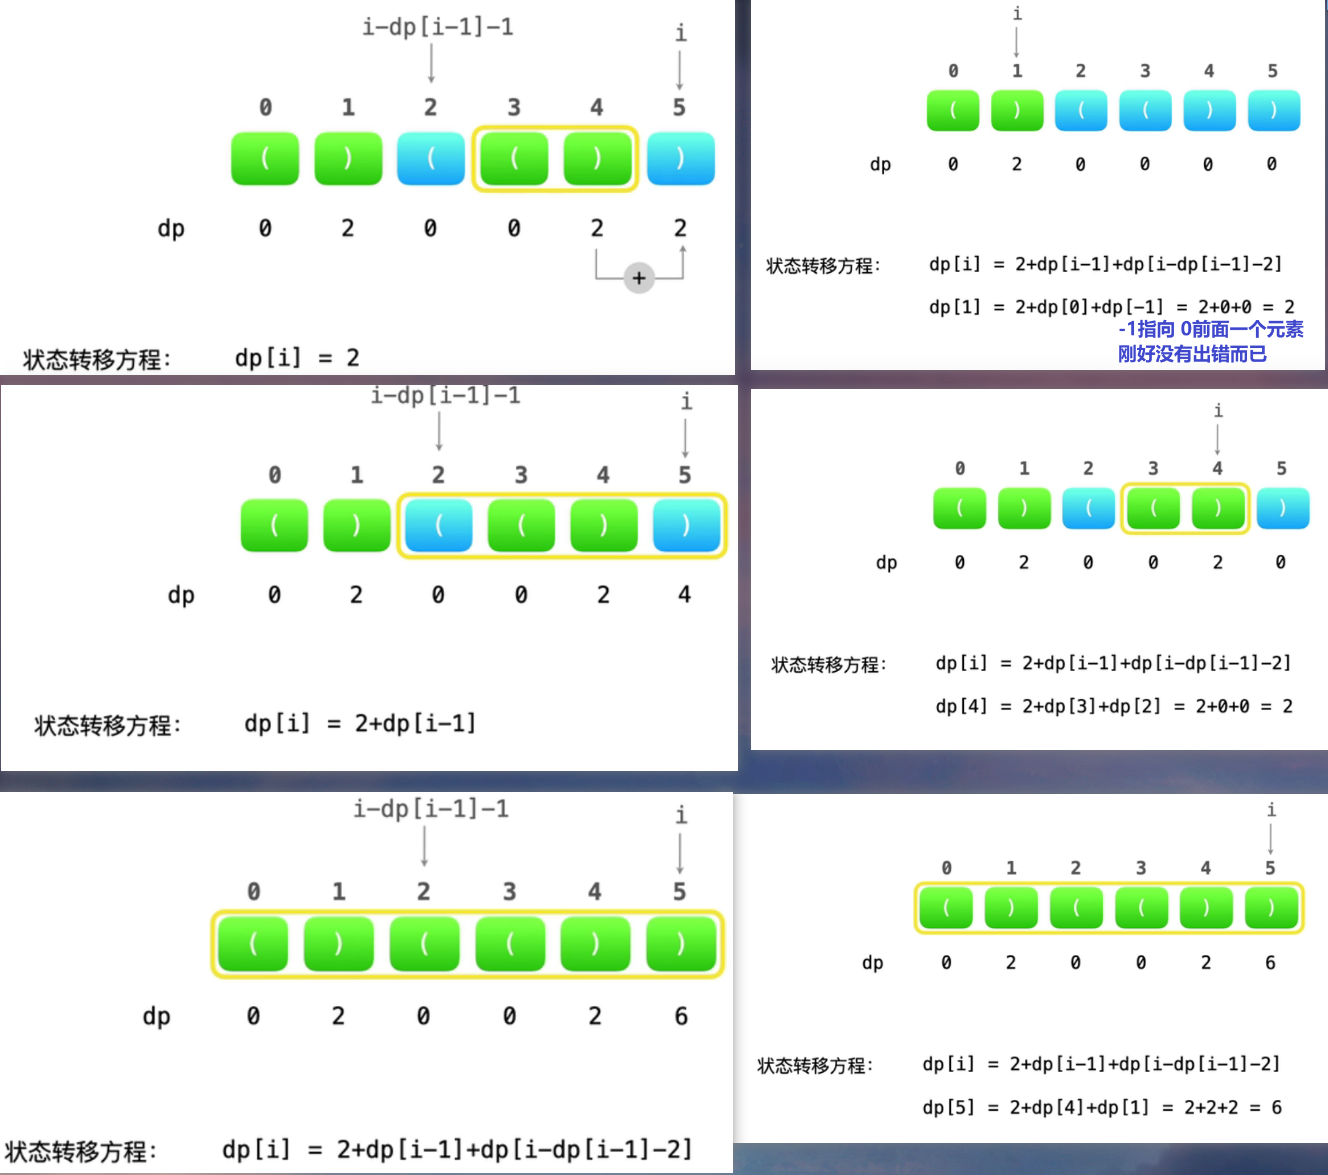 i-dp[i-1]-1
i
0 1 2 3 4 5
( ) ( ( ) )
dp 0 2 0 0 2 2
+
状态转移方程: dp[i] = 2
i
0 1 2 3 4 5
( ) ( ( ) )
dp 0 2 0 0 0 0
状态转移方程: dp[i] = 2+dp[i-1]+dp[i-dp[i-1]-2]
dp[1] = 2+dp[0]+dp[-1] = 2+0+0 = 2
-1指向 0前面一个元素
刚好没有出错而已
i-dp[i-1]-1
i
0 1 2 3 4 5
( ) ( ( ) )
dp 0 2 0 0 2 4
状态转移方程: dp[i] = 2+dp[i-1]
i
0 1 2 3 4 5
( ) ( ( ) )
dp 0 2 0 0 2 0
状态转移方程: dp[i] = 2+dp[i-1]+dp[i-dp[i-1]-2]
dp[4] = 2+dp[3]+dp[2] = 2+0+0 = 2
i-dp[i-1]-1
i
0 1 2 3 4 5
( ) ( ( ) )
dp 0 2 0 0 2 6
状态转移方程: dp[i] = 2+dp[i-1]+dp[i-dp[i-1]-2]
i
0 1 2 3 4 5
( ) ( ( ) )
dp 0 2 0 0 2 6
状态转移方程: dp[i] = 2+dp[i-1]+dp[i-dp[i-1]-2]
dp[5] = 2+dp[4]+dp[1] = 2+2+2 = 6